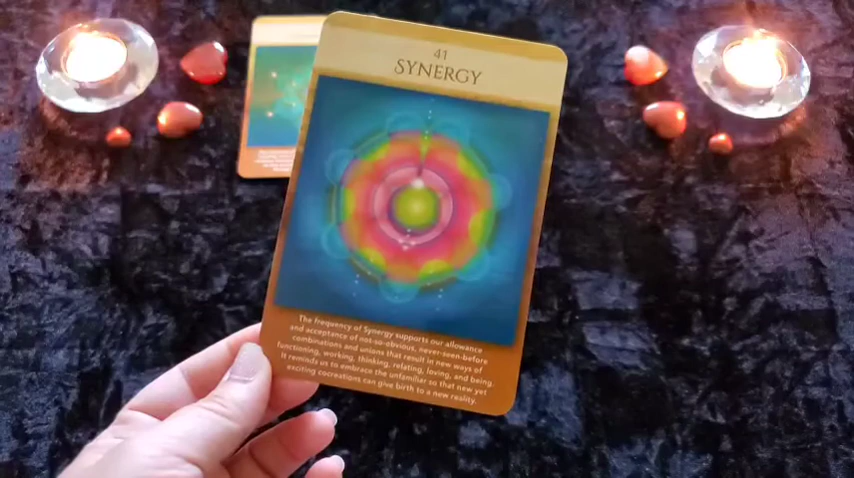 41
SYNERGY
The frequency of Synergy supports our allowance
and acceptance of not-so-obvious, never-seen-before
combinations and unions that result in new ways of
functioning, working, thinking, relating, loving, and being.
It reminds us to embrace the unfamiliar so that new yet
exciting cocreations can give birth to a new reality.